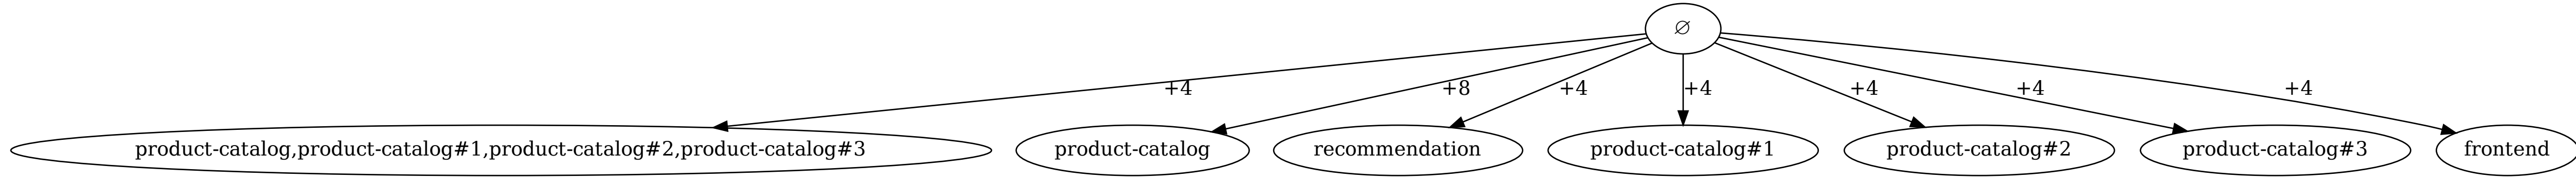 ∅
+4 +8 +4 +4 +4 +4 +4
product-catalog,product-catalog#1,product-catalog#2,product-catalog#3 product-catalog recommendation product-catalog#1 product-catalog#2 product-catalog#3 frontend